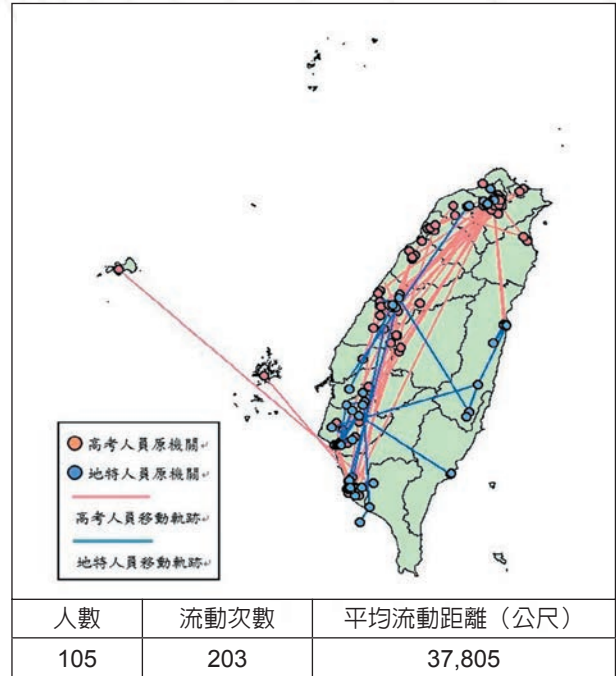 高考人員原機關
地特人員原機關
高考人員移動軌跡
地特人員移動軌跡
人數 流動次數 平均流動距離（公尺）
105 203 37,805